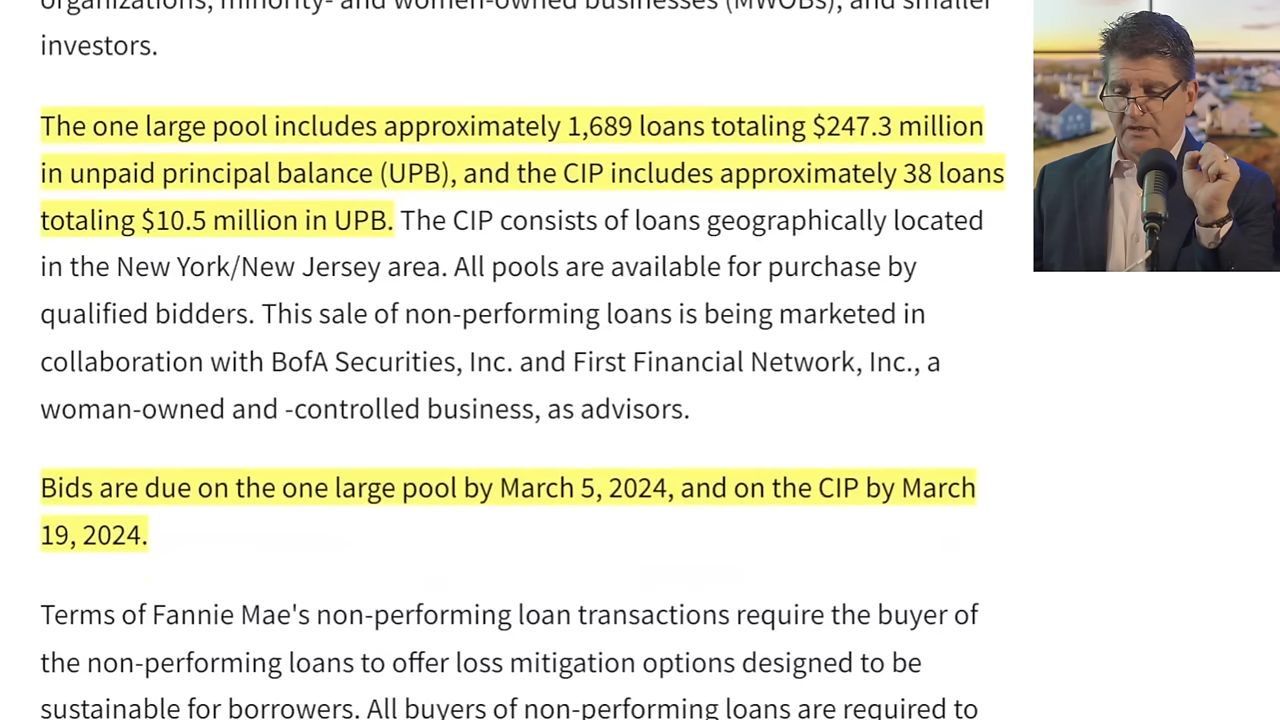 organizations, minority- and women-owned businesses (MWOBs), and smaller
investors.
The one large pool includes approximately 1,689 loans totaling $247.3 million
in unpaid principal balance (UPB), and the CIP includes approximately 38 loans
totaling $10.5 million in UPB. The CIP consists of loans geographically located
in the New York/New Jersey area. All pools are available for purchase by
qualified bidders. This sale of non-performing loans is being marketed in
collaboration with BofA Securities, Inc. and First Financial Network, Inc., a
woman-owned and -controlled business, as advisors.
Bids are due on the one large pool by March 5, 2024, and on the CIP by March
19, 2024.
Terms of Fannie Mae's non-performing loan transactions require the buyer of
the non-performing loans to offer loss mitigation options designed to be
sustainable for borrowers. All buyers of non-performing loans are required to